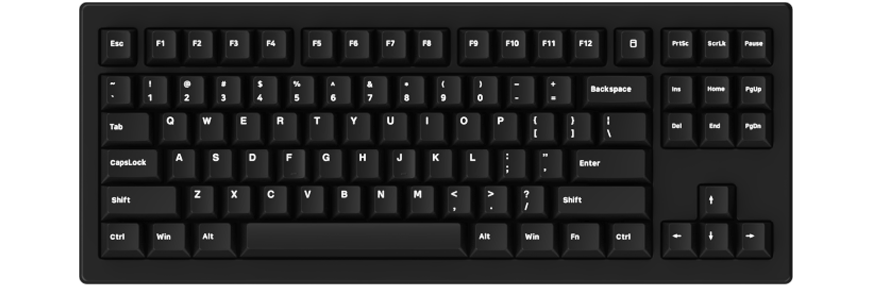 Esc F1 F2 F3 F4 F5 F6 F7 F8 F9 F10 F11 F12 PrtSc ScrLk Pause
~ ! @ # $ % ^ & * ( ) - +
` 1 2 3 4 5 6 7 8 9 0 - = Backspace Ins Home PgUp
Tab Q W E R T Y U I O P { [ } ] ¦ \ Del End PgDn
CapsLock A S D F G H J K L : ; " , Enter
Shift Z X C V B N M < , > . ? / Shift ↑
Ctrl Win Alt Alt Win Fn Ctrl ← ↓ →